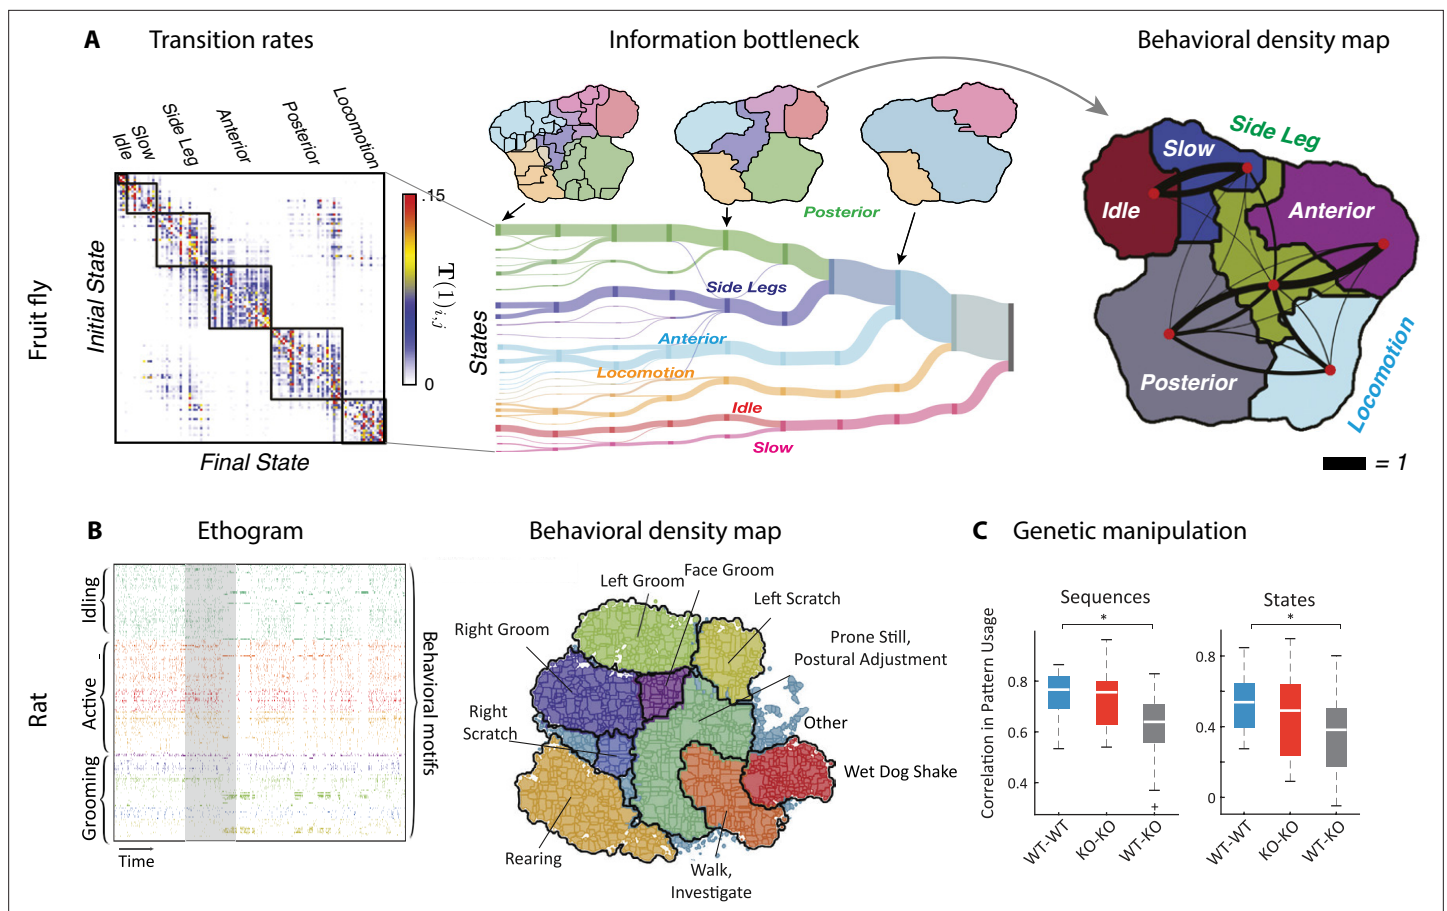 A Transition rates
Information bottleneck
Behavioral density map
Fruit fly
Idle
Slow
Side Leg
Anterior
Posterior
Locomotion
Initial State
Final State
.15
0
T(1)i,j
States
Posterior
Side Legs
Anterior
Locomotion
Idle
Slow
Side Leg
Slow
Idle
Anterior
Posterior
Locomotion
= 1
B Ethogram
Behavioral density map
Rat
Idling
Active
Grooming
Behavioral motifs
Time
Left Groom
Face Groom
Left Scratch
Right Groom
Prone Still,
Postural Adjustment
Right
Scratch
Other
Wet Dog Shake
Rearing
Walk,
Investigate
C Genetic manipulation
Correlation in Pattern Usage
Sequences
*
0.8
0.6
0.4
WT-WT
KO-KO
WT-KO
States
*
0.8
0.4
0
WT-WT
KO-KO
WT-KO